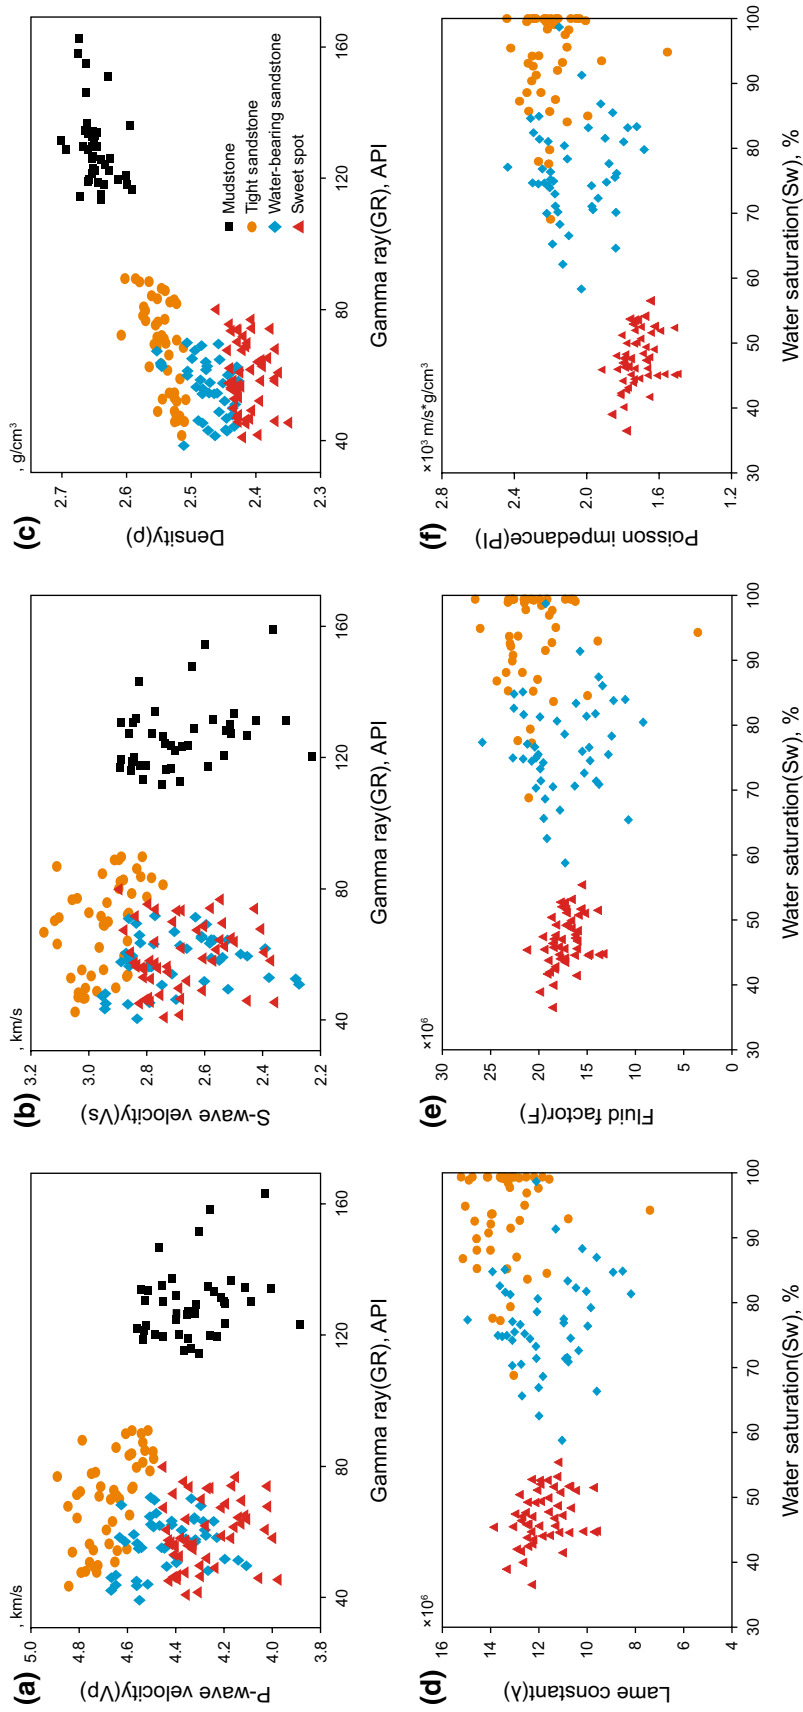 (a)
, km/s
5.0
4.8
4.6
4.4
4.2
4.0
3.8
P-wave velocity(Vp)
40
80
120
160
Gamma ray(GR), API
(b)
, km/s
3.2
3.0
2.8
2.6
2.4
2.2
S-wave velocity(Vs)
40
80
120
160
Gamma ray(GR), API
(c)
, g/cm³
2.7
2.6
2.5
2.4
2.3
Density(ρ)
40
80
120
160
Gamma ray(GR), API
Mudstone
Tight sandstone
Water-bearing sandstone
Sweet spot
(d)
×10⁶
16
14
12
10
8
6
4
Lame constant(λ)
30
40
50
60
70
80
90
100
Water saturation(Sw), %
(e)
×10⁶
30
25
20
15
10
5
0
Fluid factor(F)
30
40
50
60
70
80
90
100
Water saturation(Sw), %
(f)
×10³ m/s*g/cm³
2.8
2.4
2.0
1.6
1.2
Poisson impedance(PI)
30
40
50
60
70
80
90
100
Water saturation(Sw), %